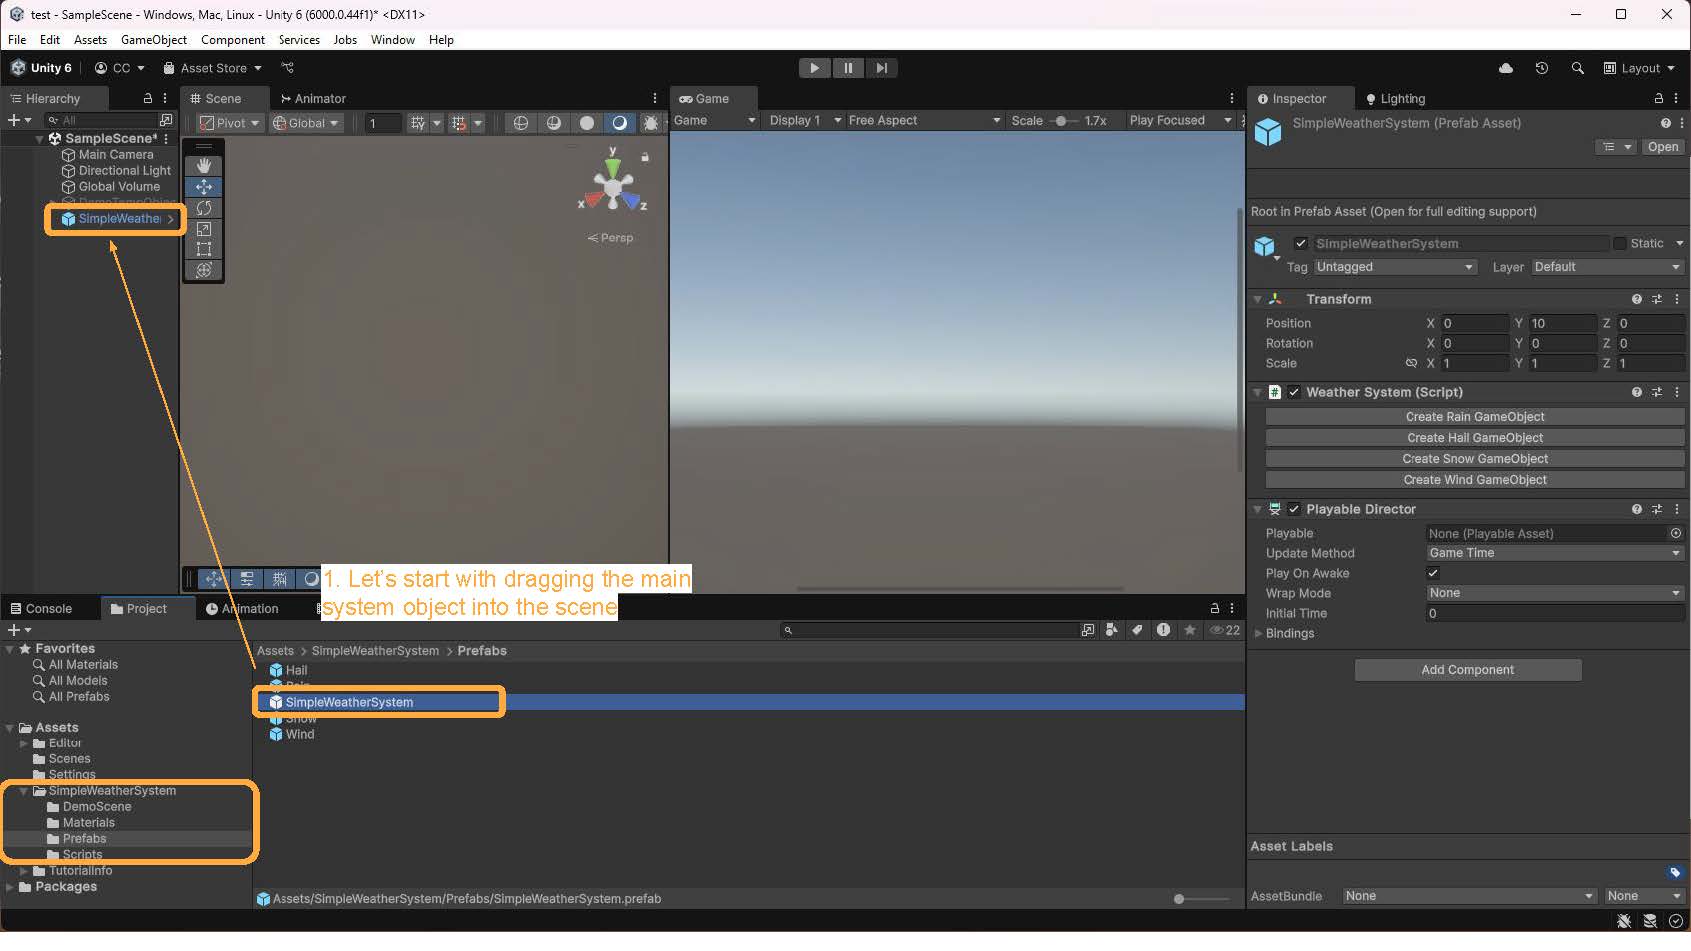 test - SampleScene - Windows, Mac, Linux - Unity 6 (6000.0.44f1)* <DX11>
File Edit Assets GameObject Component Services Jobs Window Help
Unity 6 CC Asset Store Layout
Hierarchy
All
SampleScene*
Main Camera
Directional Light
Global Volume
DemoTempObjec
SimpleWeather
Scene Animator
Pivot Global 1
y
x z
Persp
Game
Game Display 1 Free Aspect Scale 1.7x Play Focused
1. Let's start with dragging the main
system object into the scene
Console Project Animation
22
Favorites
All Materials
All Models
All Prefabs
Assets
Editor
Scenes
Settings
SimpleWeatherSystem
DemoScene
Materials
Prefabs
Scripts
TutorialInfo
Packages
Assets > SimpleWeatherSystem > Prefabs
Hail
Rain
SimpleWeatherSystem
Snow
Wind
Assets/SimpleWeatherSystem/Prefabs/SimpleWeatherSystem.prefab
Inspector Lighting
SimpleWeatherSystem (Prefab Asset)
Open
Root in Prefab Asset (Open for full editing support)
SimpleWeatherSystem Static
Tag Untagged Layer Default
Transform
Position X 0 Y 10 Z 0
Rotation X 0 Y 0 Z 0
Scale X 1 Y 1 Z 1
Weather System (Script)
Create Rain GameObject
Create Hail GameObject
Create Snow GameObject
Create Wind GameObject
Playable Director
Playable None (Playable Asset)
Update Method Game Time
Play On Awake
Wrap Mode None
Initial Time 0
Bindings
Add Component
Asset Labels
AssetBundle None None